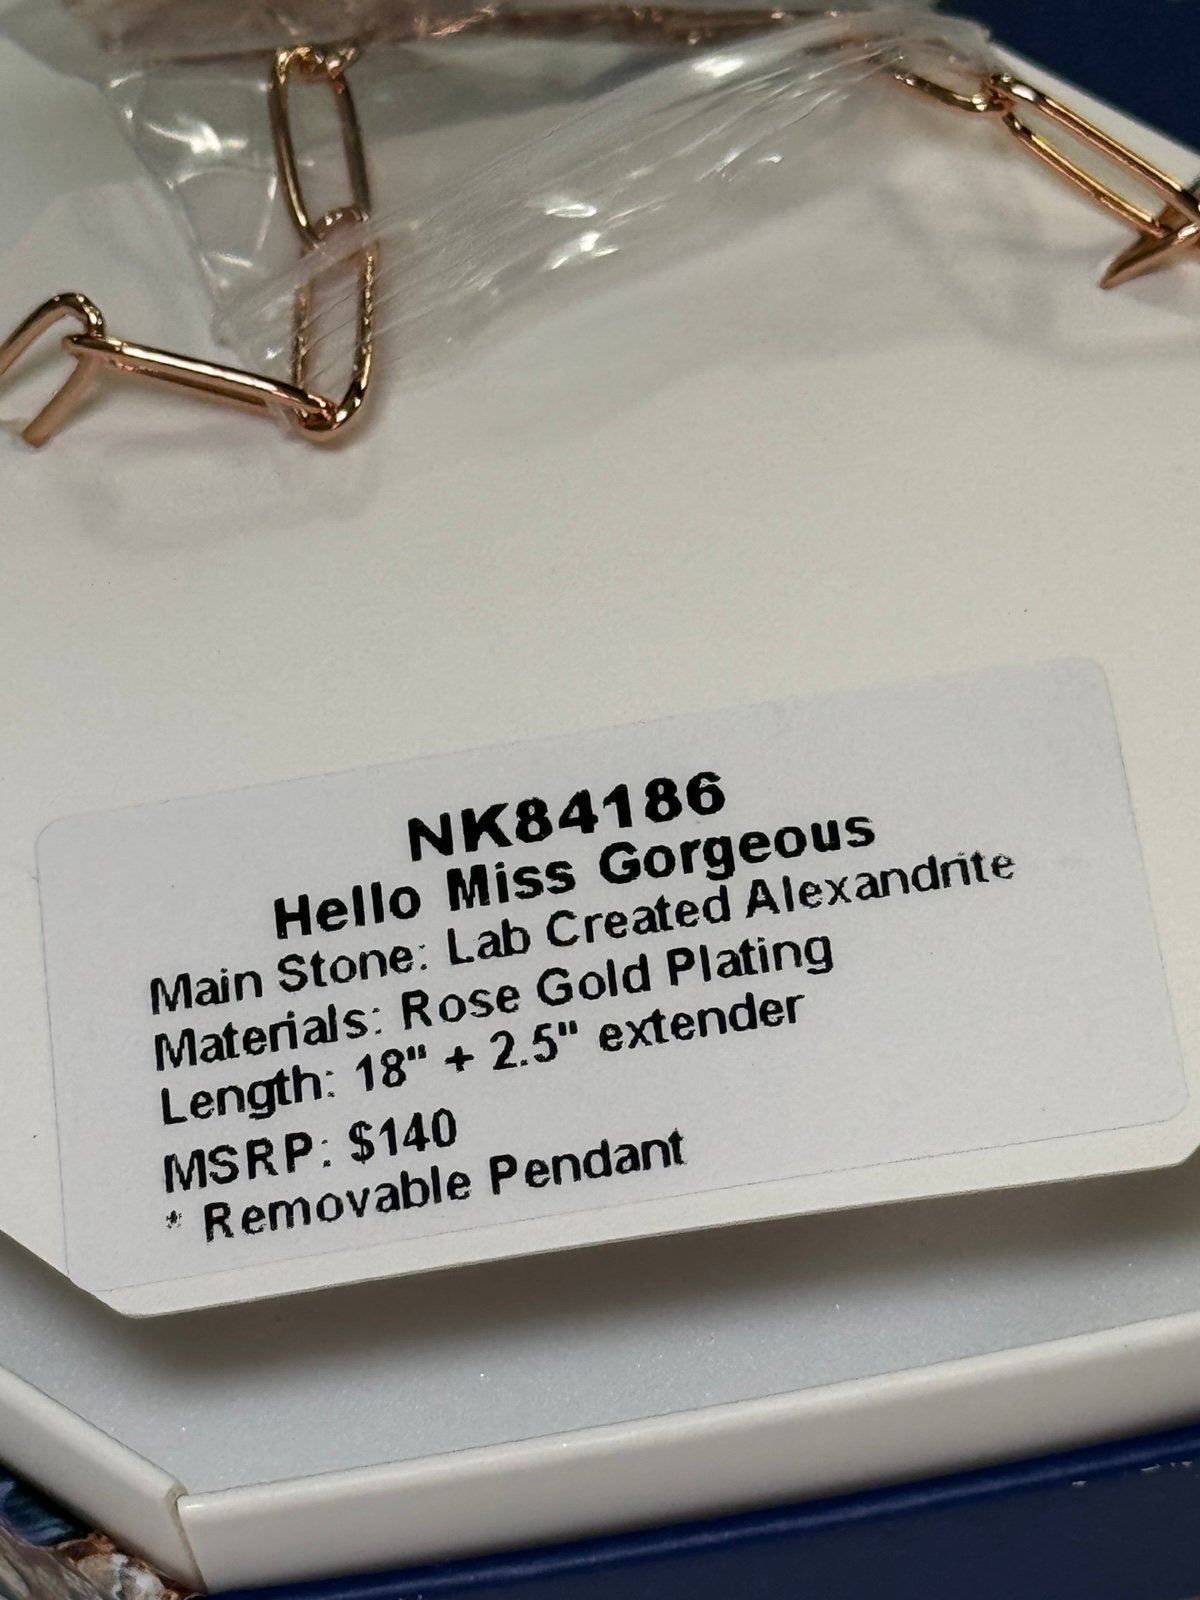 NK84186
Hello Miss Gorgeous
Main Stone: Lab Created Alexandrite
Materials: Rose Gold Plating
Length: 18" + 2.5" extender
MSRP: $140
* Removable Pendant